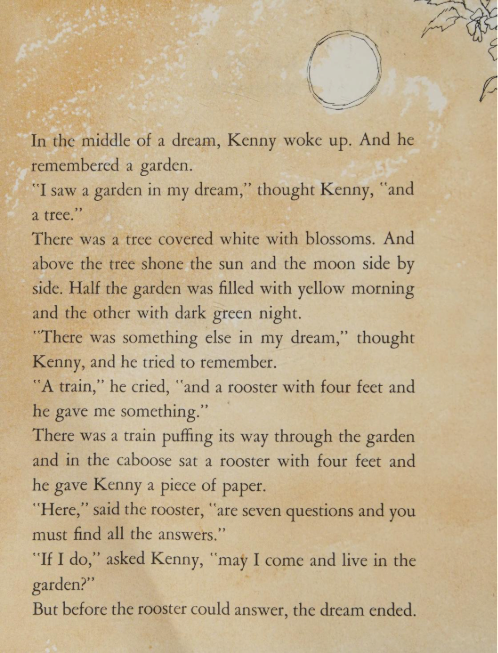 In the middle of a dream, Kenny woke up. And he
remembered a garden.
"I saw a garden in my dream," thought Kenny, "and
a tree."
There was a tree covered white with blossoms. And
above the tree shone the sun and the moon side by
side. Half the garden was filled with yellow morning
and the other with dark green night.
"There was something else in my dream," thought
Kenny, and he tried to remember.
"A train," he cried, "and a rooster with four feet and
he gave me something."
There was a train puffing its way through the garden
and in the caboose sat a rooster with four feet and
he gave Kenny a piece of paper.
"Here," said the rooster, "are seven questions and you
must find all the answers."
"If I do," asked Kenny, "may I come and live in the
garden?"
But before the rooster could answer, the dream ended.